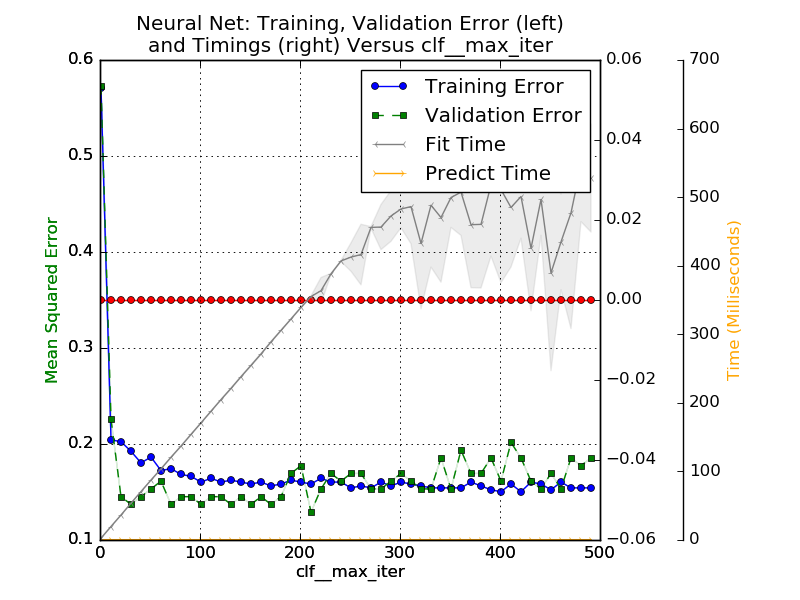 Neural Net: Training, Validation Error (left)
and Timings (right) Versus clf__max_iter
Training Error
Validation Error
Fit Time
Predict Time
Mean Squared Error
0.6
0.5
0.4
0.3
0.2
0.1
0.06
0.04
0.02
0.00
−0.02
−0.04
−0.06
700
600
500
400
300
200
100
0
Time (Milliseconds)
0 100 200 300 400 500
clf__max_iter